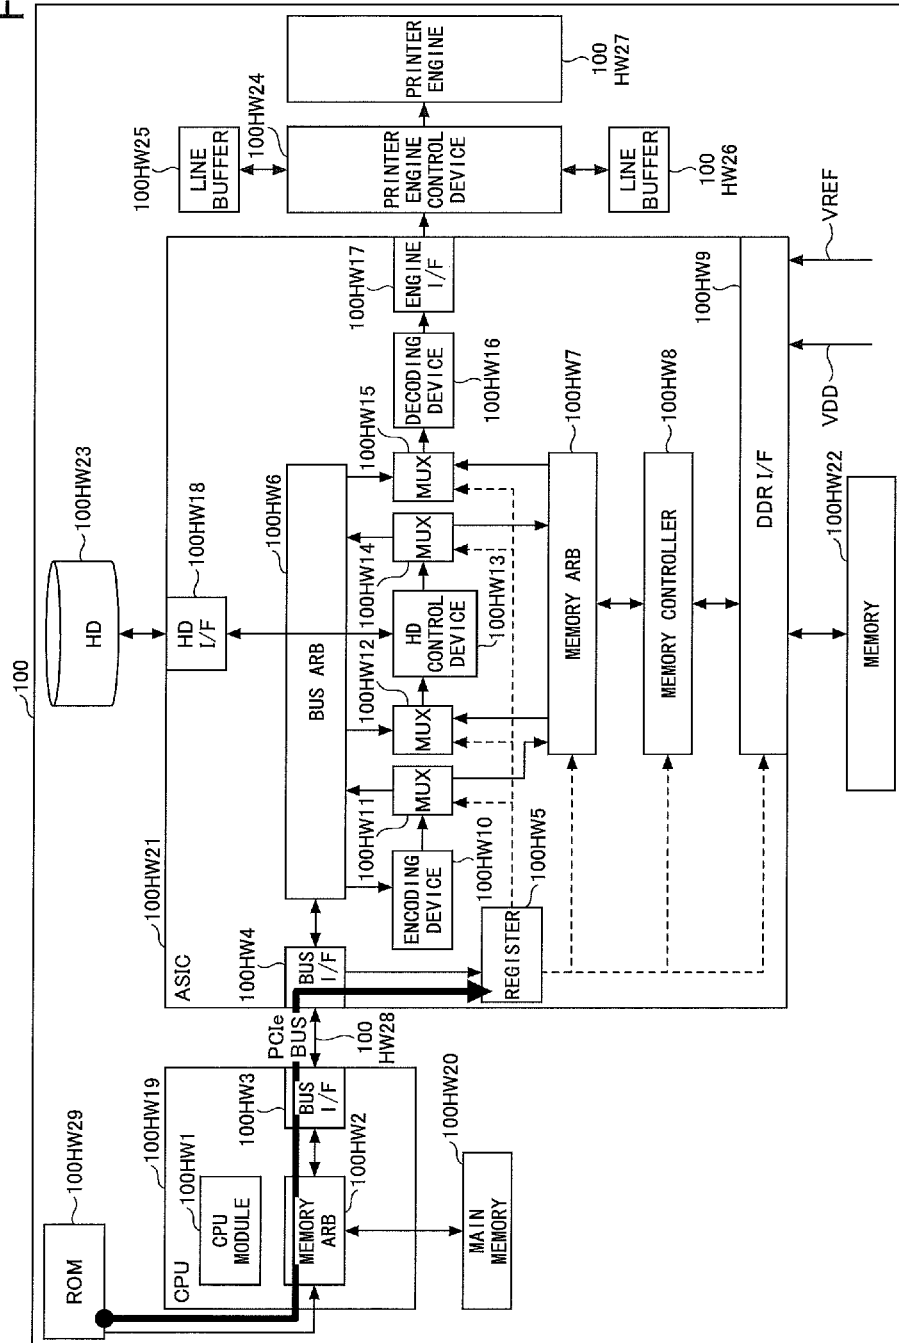 100
ROM
100HW29
CPU
100HW19
CPU
MODULE
100HW1
MEMORY
ARB
100HW2
BUS
I/F
100HW3
MAIN
MEMORY
100HW20
PCIe
BUS
100
HW28
ASIC
100HW21
BUS
I/F
100HW4
REGISTER
100HW5
BUS ARB
100HW6
ENCODING
DEVICE
100HW10
MUX
100HW11
MUX
100HW12
HD
CONTROL
DEVICE
100HW13
MUX
100HW14
MUX
100HW15
DECODING
DEVICE
100HW16
ENGINE
I/F
100HW17
HD
I/F
100HW18
HD
100HW23
MEMORY ARB
100HW7
MEMORY CONTROLLER
100HW8
DDR I/F
100HW9
MEMORY
100HW22
VDD
VREF
LINE
BUFFER
100HW25
PRINTER
ENGINE
CONTROL
DEVICE
100HW24
LINE
BUFFER
100
HW26
PRINTER
ENGINE
100
HW27